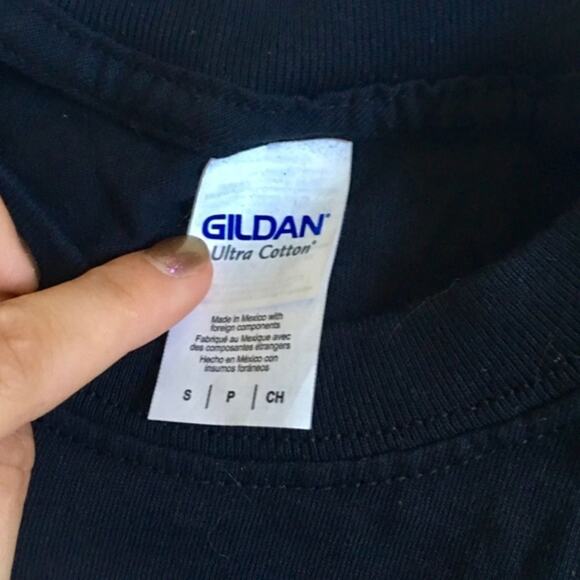 GILDAN®
Ultra Cotton®
Made in Mexico with
foreign components
Fabriqué au Mexique avec
des composantes étrangers
Hecho en México con
insumos foráneos
S | P | CH